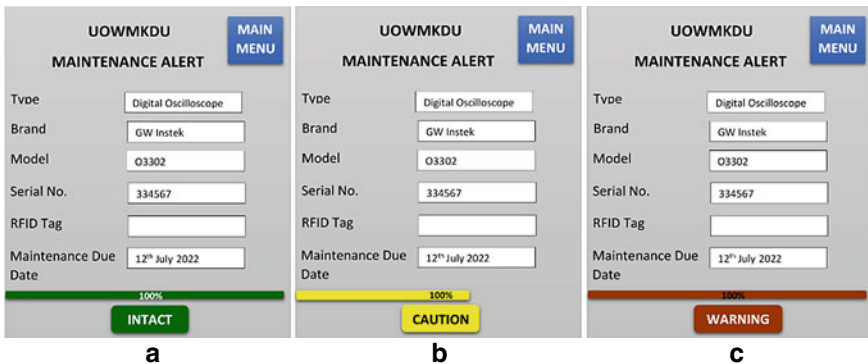 UOWMKDU
MAIN
MENU
MAINTENANCE ALERT
Type
Digital Oscilloscope
Brand
GW Instek
Model
O3302
Serial No.
334567
RFID Tag
Maintenance Due
Date
12th July 2022
100%
INTACT
a
UOWMKDU
MAIN
MENU
MAINTENANCE ALERT
Type
Digital Oscilloscope
Brand
GW Instek
Model
O3302
Serial No.
334567
RFID Tag
Maintenance Due
Date
12th July 2022
100%
CAUTION
b
UOWMKDU
MAIN
MENU
MAINTENANCE ALERT
Type
Digital Oscilloscope
Brand
GW Instek
Model
O3302
Serial No.
334567
RFID Tag
Maintenance Due
Date
12th July 2022
100%
WARNING
c